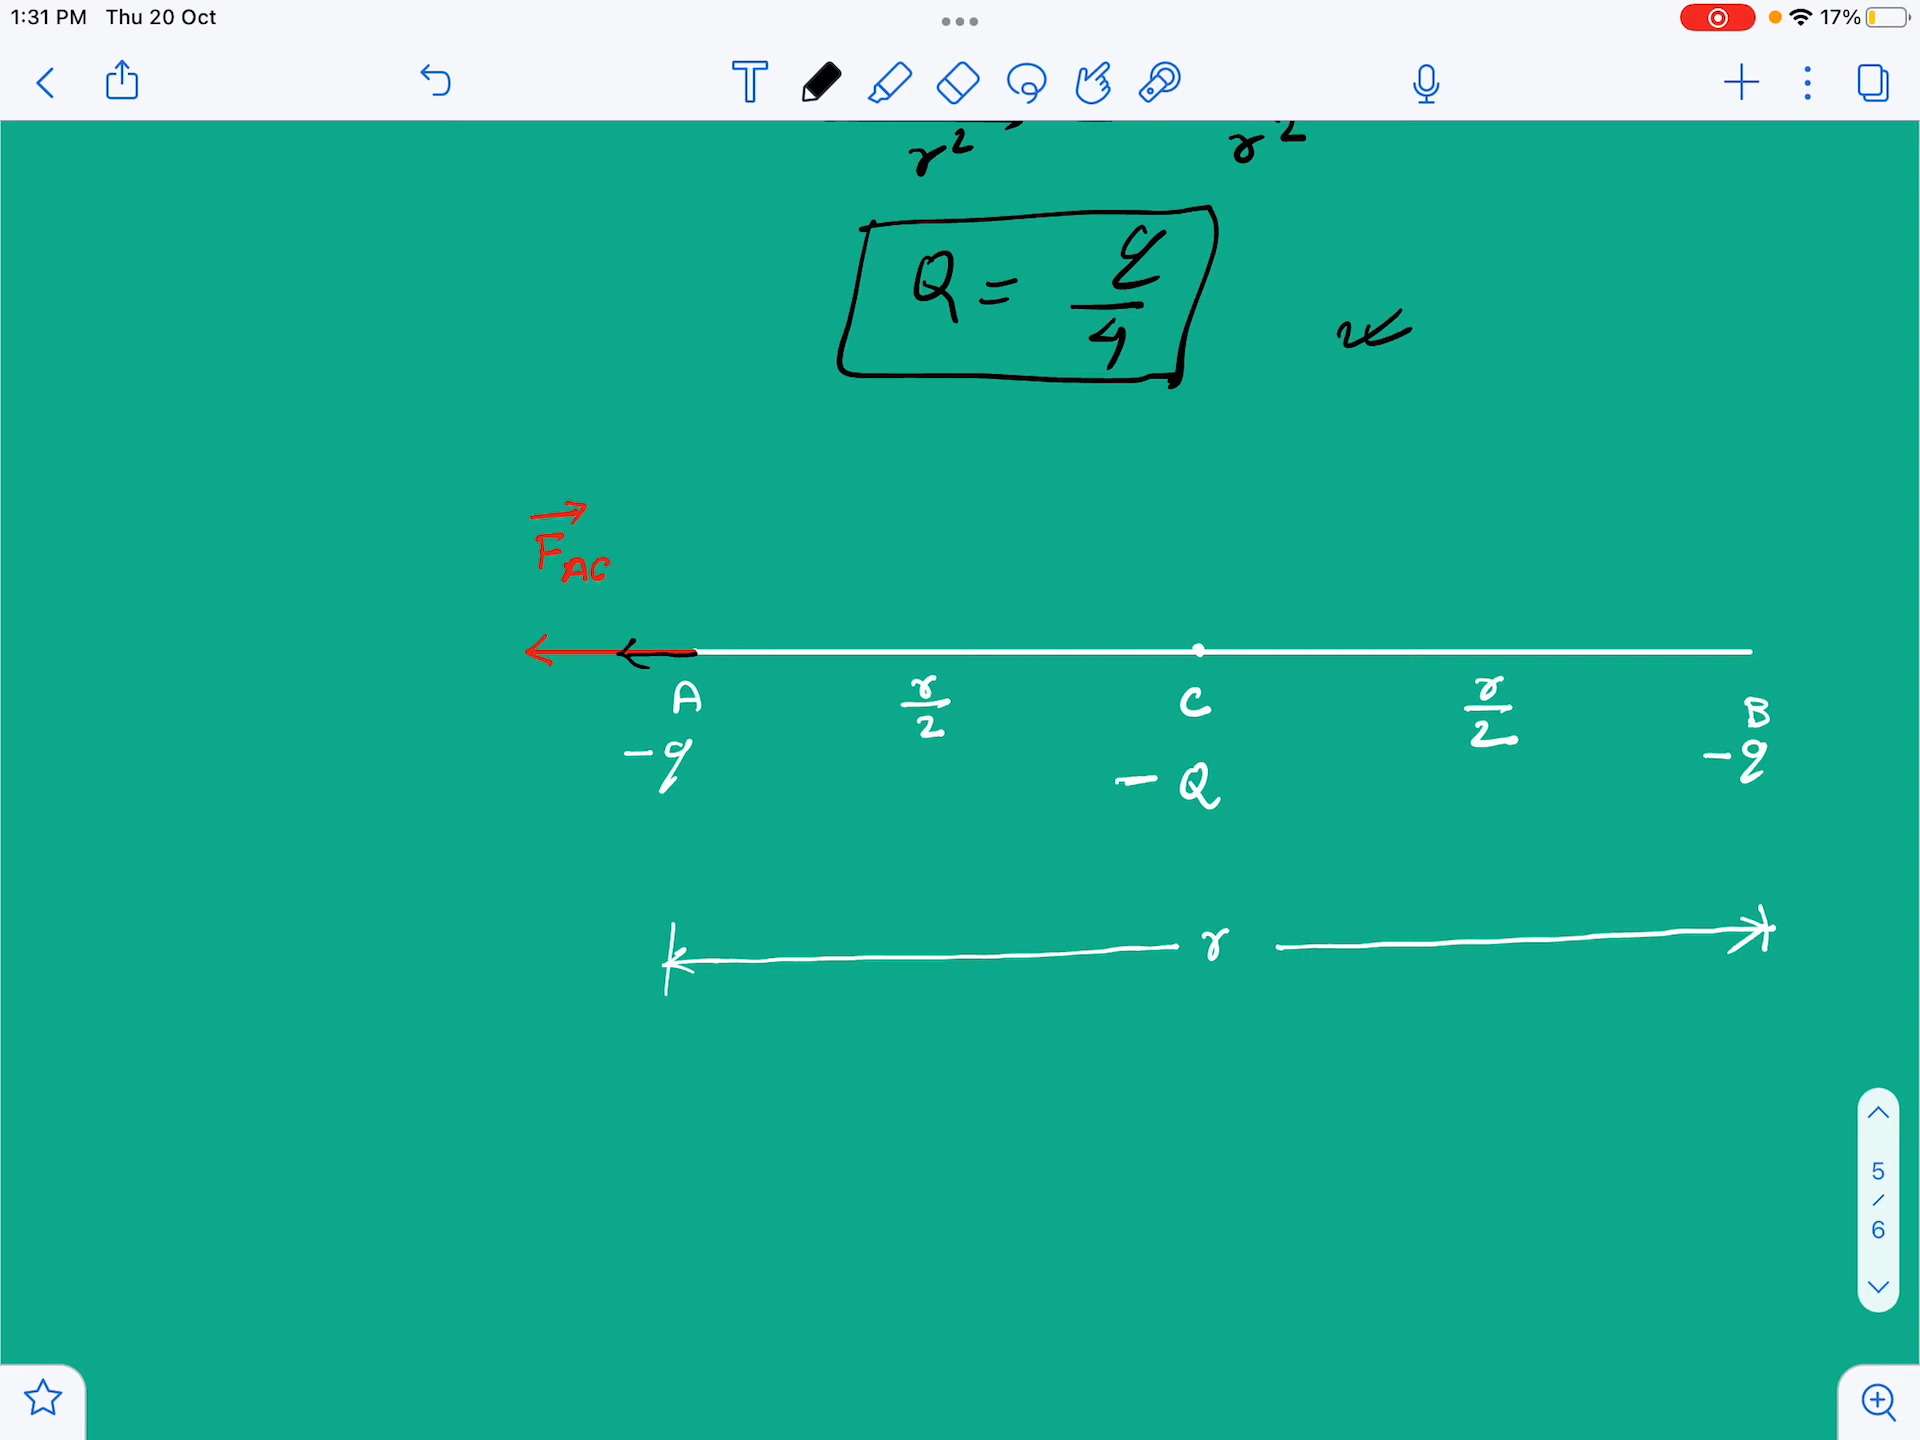 1:31 PM Thu 20 Oct
17%
T
r² r²
Q = q/4
F AC
A r/2 C r/2 B
-q -Q -q
r
5
/
6